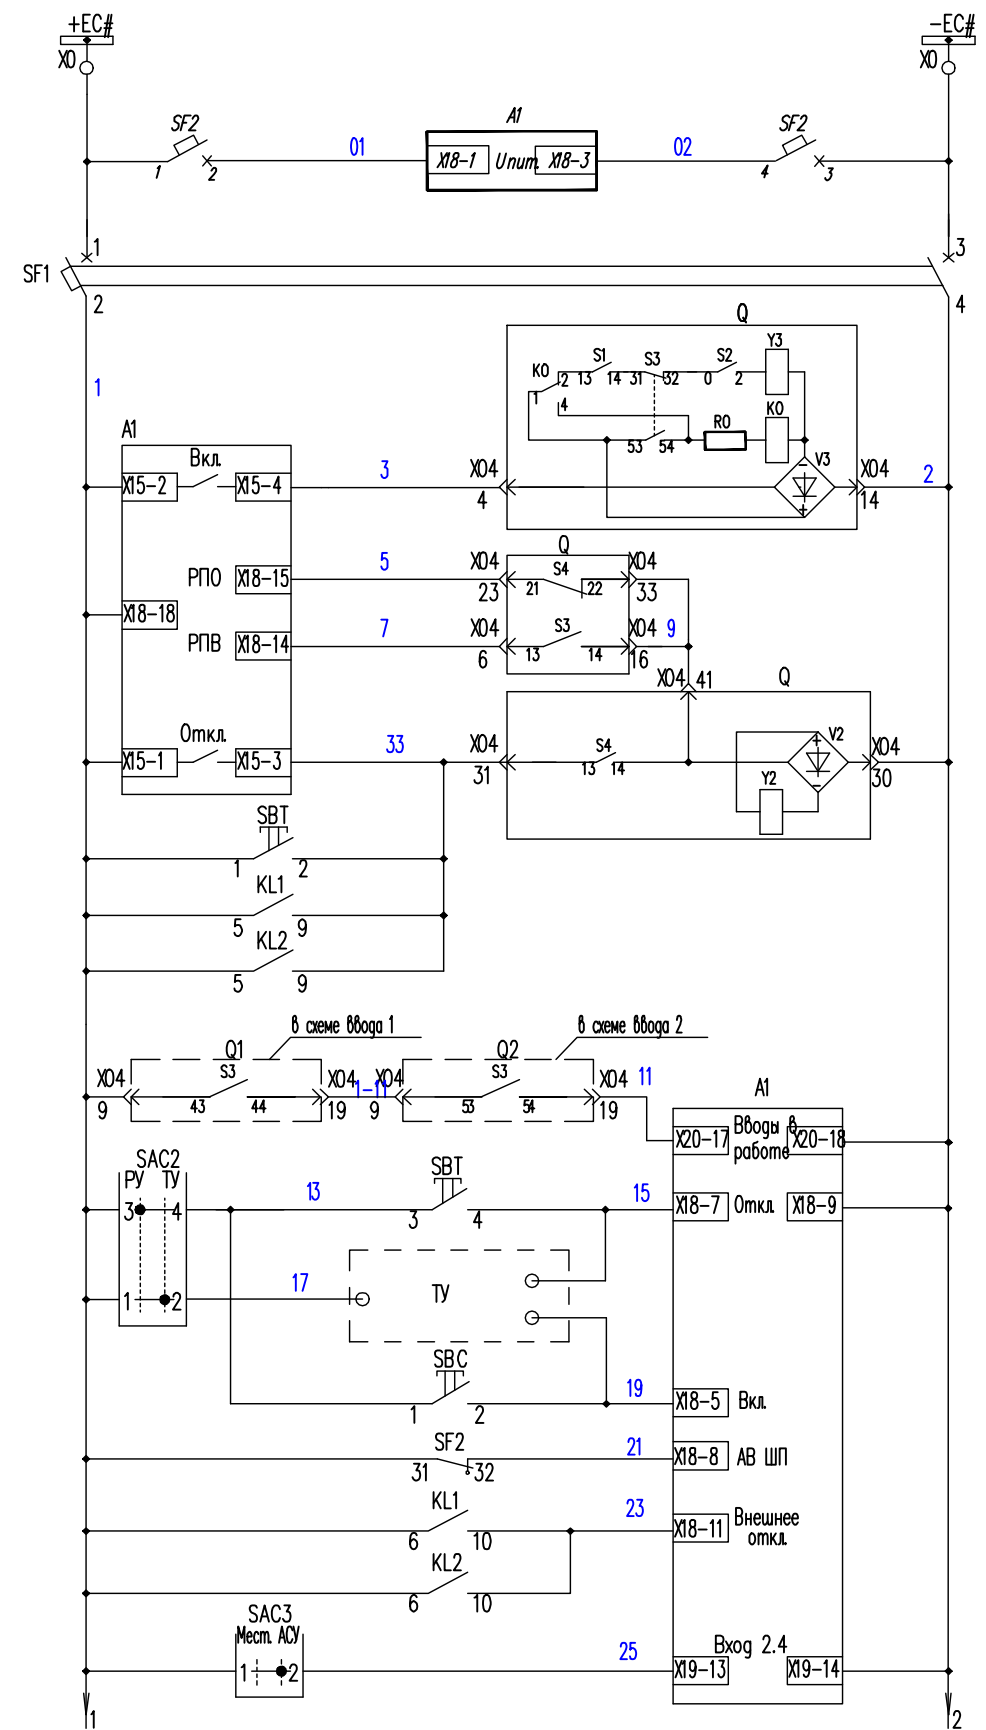 +ЕС#
−ЕС#
X0
X0
SF2
A1
SF2
01
02
X18−1
Uпит.
X18−3
1
2
4
3
1
3
SF1
2
4
Q
1
Y3
K0
S1
S3
S2
2
13
14
31
32
0
2
1
4
R0
K0
53
54
A1
Вкл.
V3
X15−2
X15−4
3
X04
4
X04
14
2
Q
РПО
X18−15
5
X04
23
S4
21
22
X04
33
X18−18
РПВ
X18−14
7
X04
6
S3
13
14
X04
16
9
X04
41
Q
Откл.
X15−1
X15−3
33
X04
31
S4
13
14
V2
Y2
X04
30
SBT
1
2
KL1
5
9
KL2
5
9
в схеме ввода 1
в схеме ввода 2
Q1
Q2
X04
9
S3
43
44
X04
19
1−11
X04
9
S3
53
54
X04
19
11
A1
X20−17
Вводы в
работе
X20−18
SAC2
РУ
ТУ
3
4
13
SBT
3
4
15
X18−7
Откл.
X18−9
1
2
17
ТУ
SBC
1
2
19
X18−5
Вкл.
SF2
31
32
21
X18−8
АВ ШП
KL1
6
10
23
X18−11
Внешнее
откл.
KL2
6
10
SAC3
Мест. АСУ
1
2
25
Вход 2.4
X19−13
X19−14
1
2